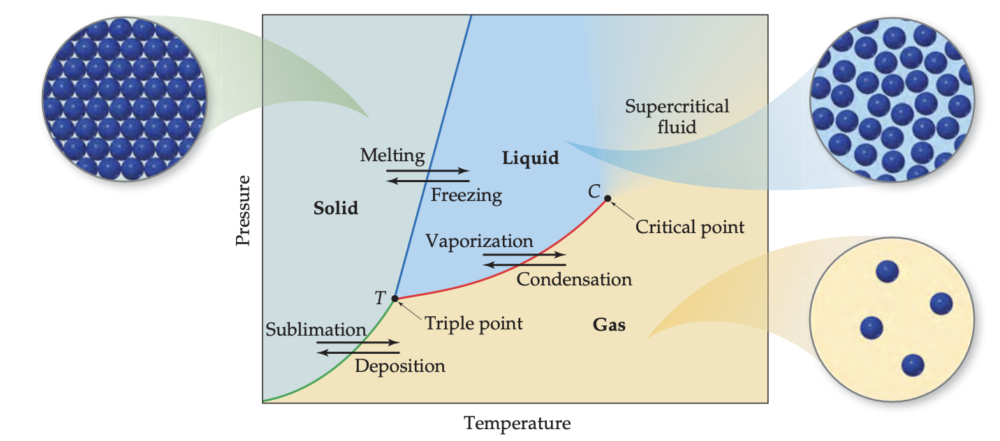 Supercritical
fluid
Melting
Liquid
Freezing
C
Solid
Critical point
Pressure
Vaporization
Condensation
T
Triple point
Gas
Sublimation
Deposition
Temperature